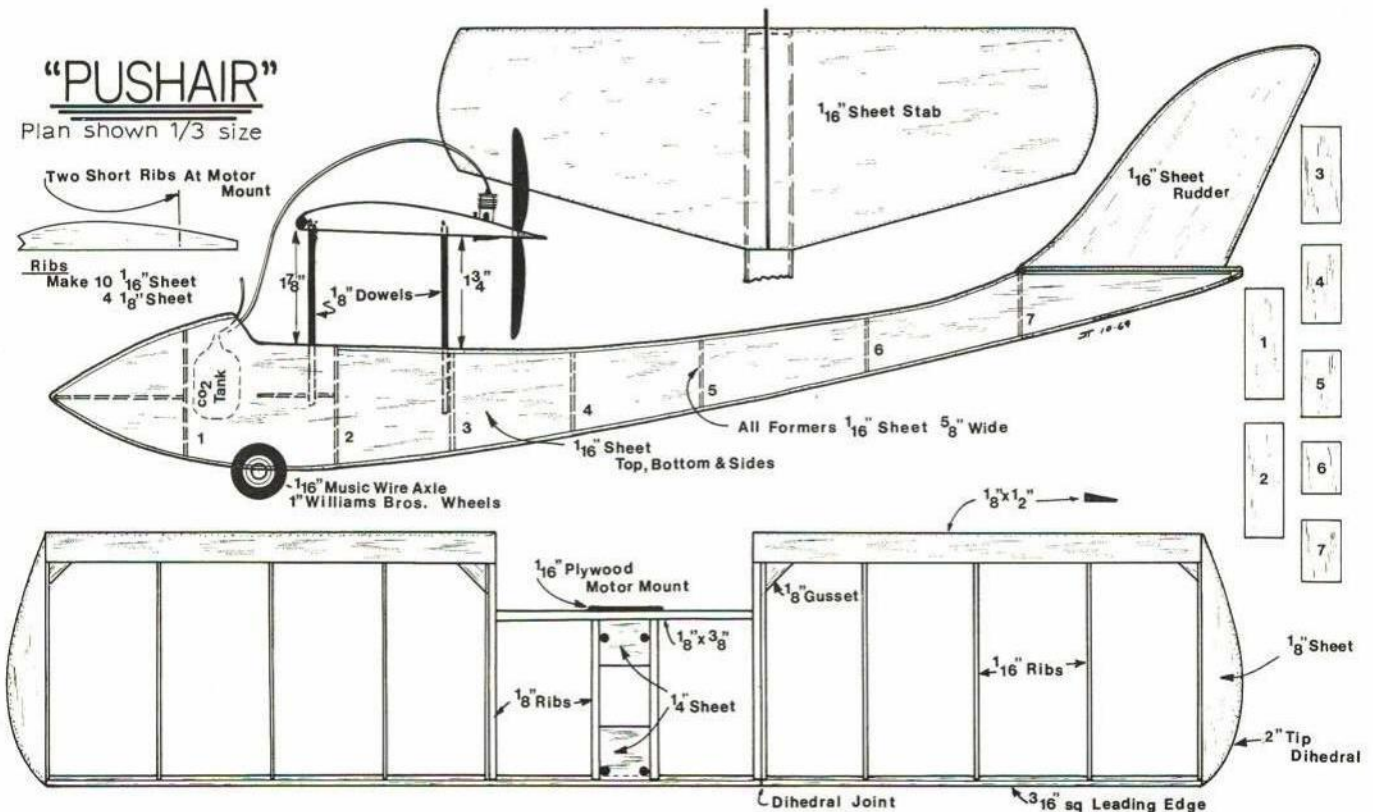 “PUSHAIR”
Plan shown 1/3 size
Two Short Ribs At Motor
Mount
Ribs
Make 10 1/16" Sheet
4 1/8" Sheet
1 7/8"
1/8" Dowels
1 3/4"
1/16" Sheet Stab
1/16" Sheet
Rudder
co2
Tank
1
2
3
4
5
6
7
JT 10-69
All Formers 1/16" Sheet 5/8" Wide
1/16" Sheet
Top, Bottom & Sides
1/16" Music Wire Axle
1" Williams Bros. Wheels
3
4
1
5
2
6
7
1/8" x 1/2"
1/16" Plywood
Motor Mount
1/8" Gusset
1/8" x 3/8"
1/8" Ribs
1/4" Sheet
1/16" Ribs
1/8" Sheet
2" Tip
Dihedral
Dihedral Joint
3/16" sq Leading Edge